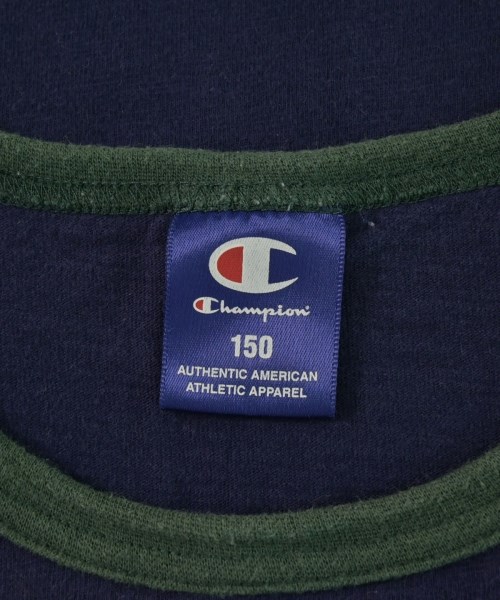 Champion
150
AUTHENTIC AMERICAN
ATHLETIC APPAREL